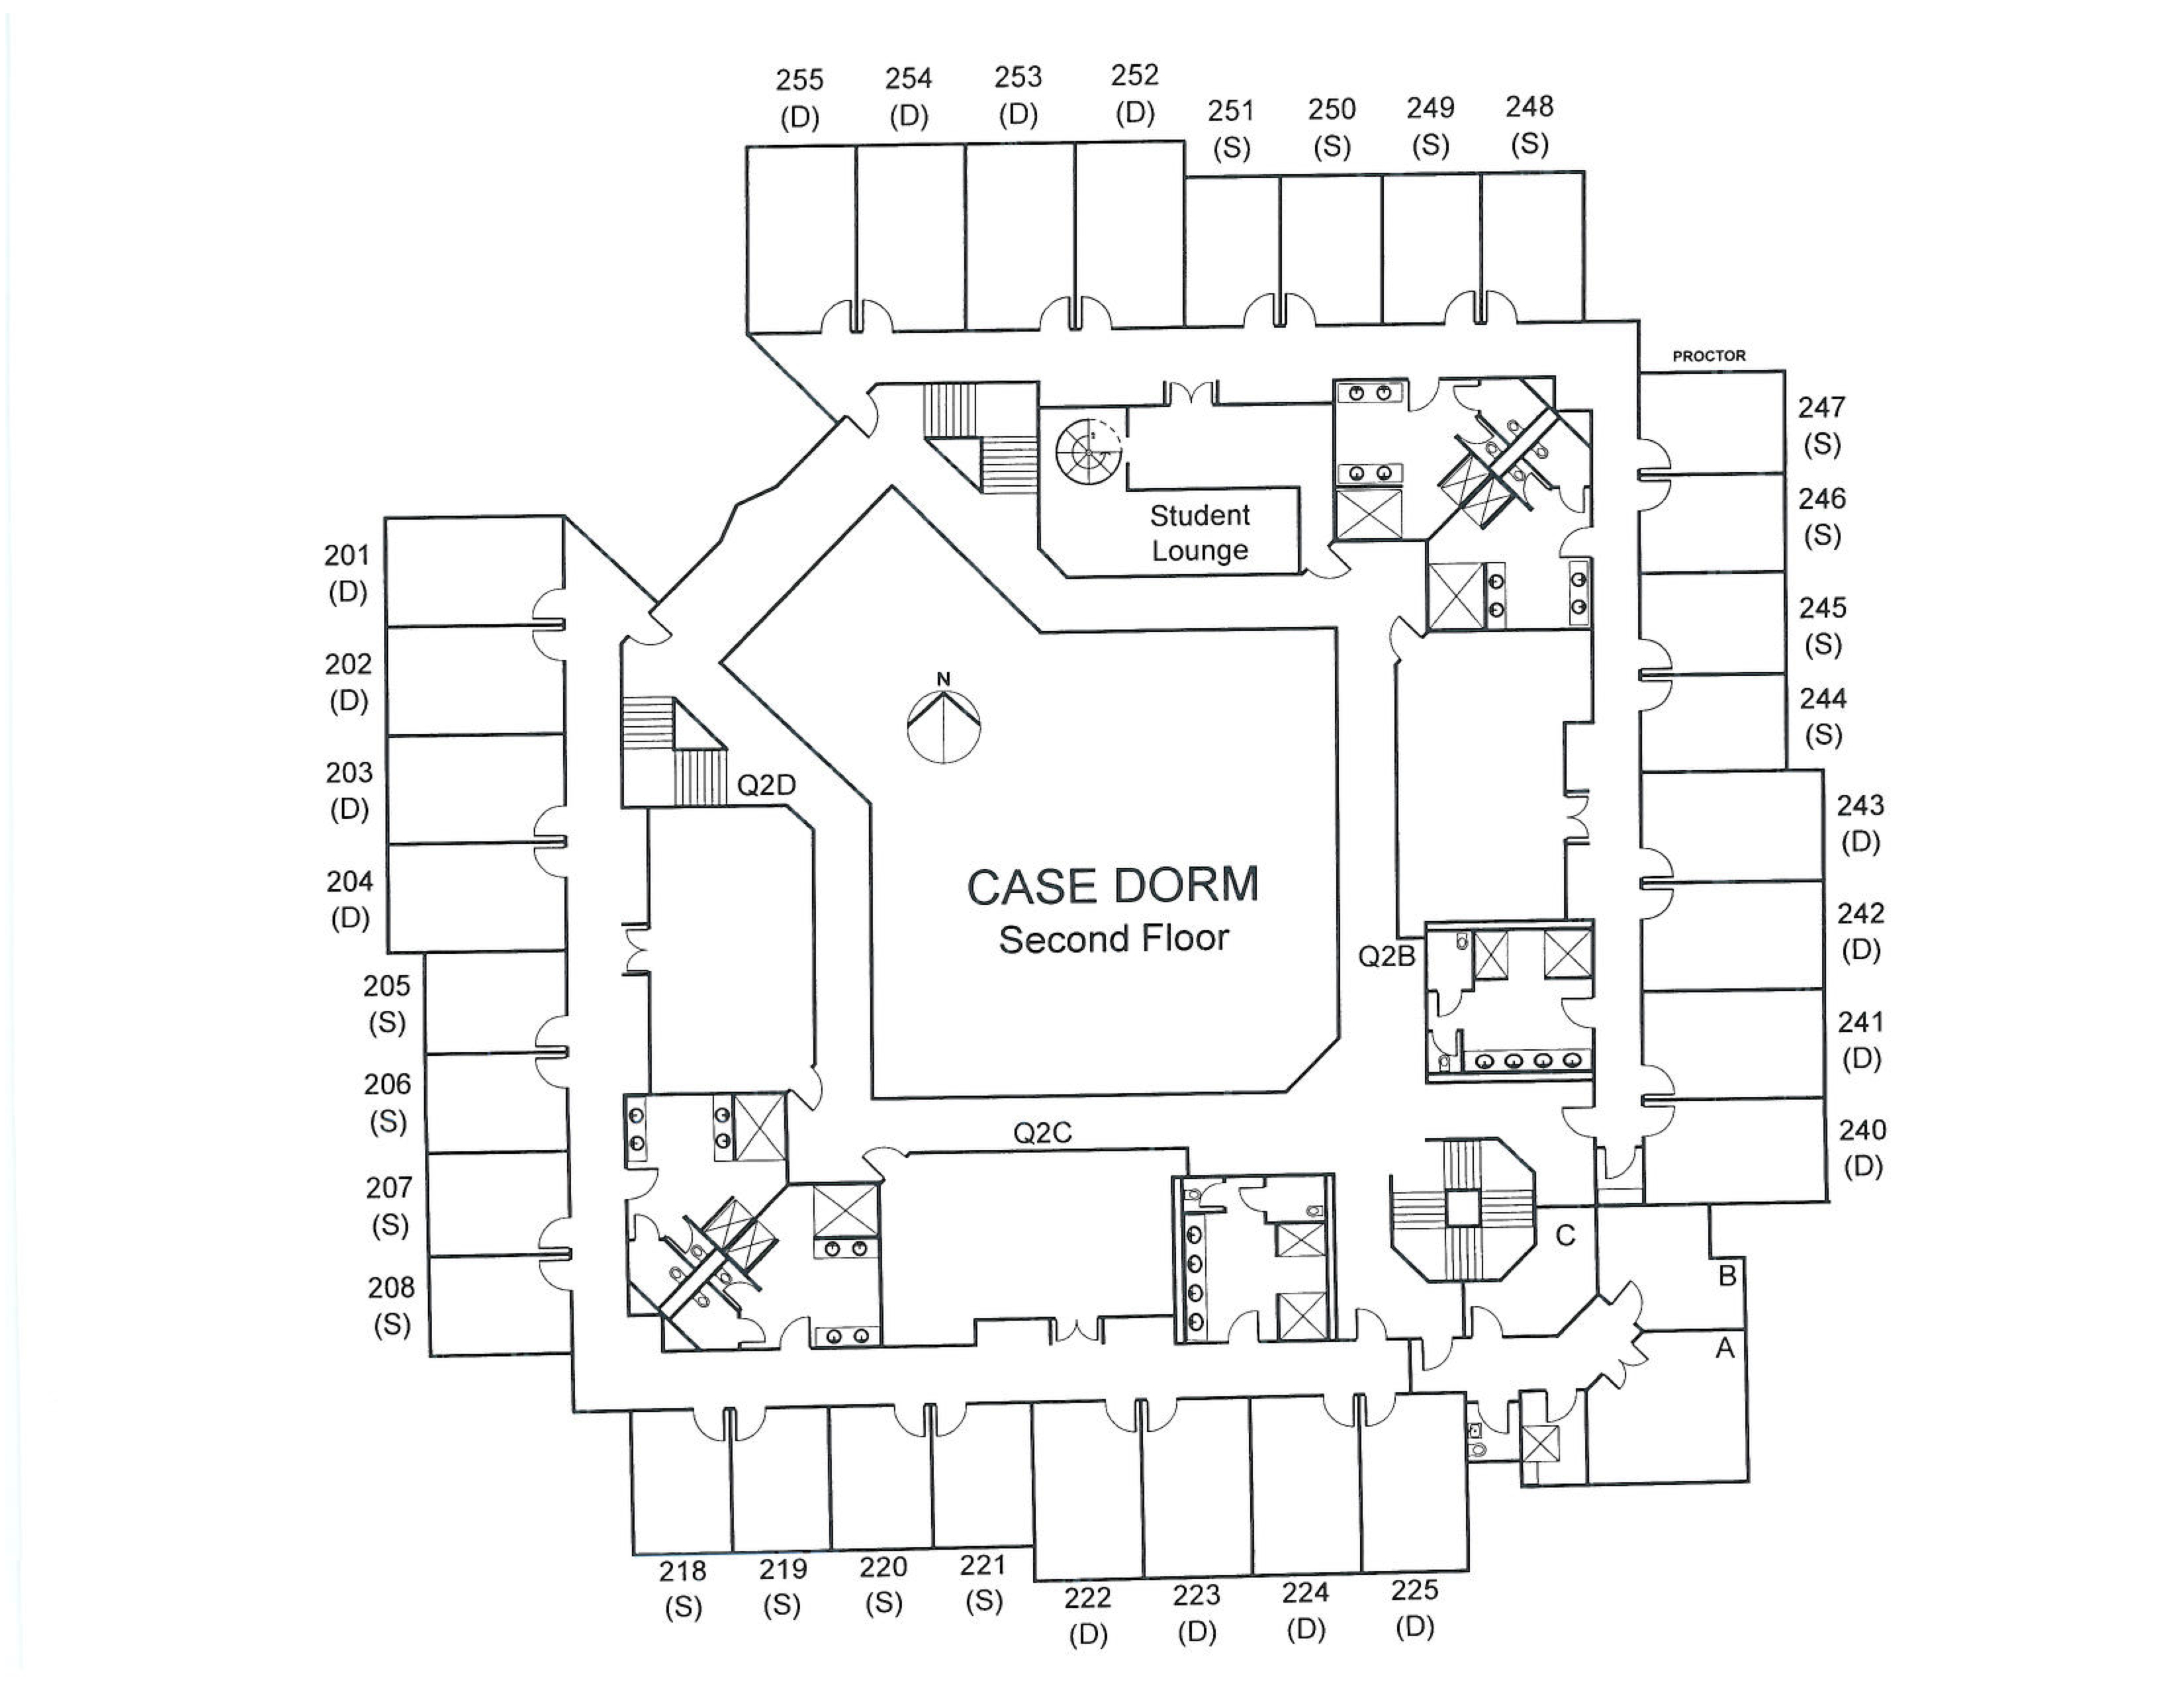 255
(D)
254
(D)
253
(D)
252
(D)
251
(S)
250
(S)
249
(S)
248
(S)
PROCTOR
247
(S)
246
(S)
245
(S)
244
(S)
243
(D)
242
(D)
241
(D)
240
(D)
201
(D)
202
(D)
203
(D)
204
(D)
205
(S)
206
(S)
207
(S)
208
(S)
Student
Lounge
N
Q2D
CASE DORM
Second Floor
Q2B
Q2C
C
B
A
218
(S)
219
(S)
220
(S)
221
(S)
222
(D)
223
(D)
224
(D)
225
(D)